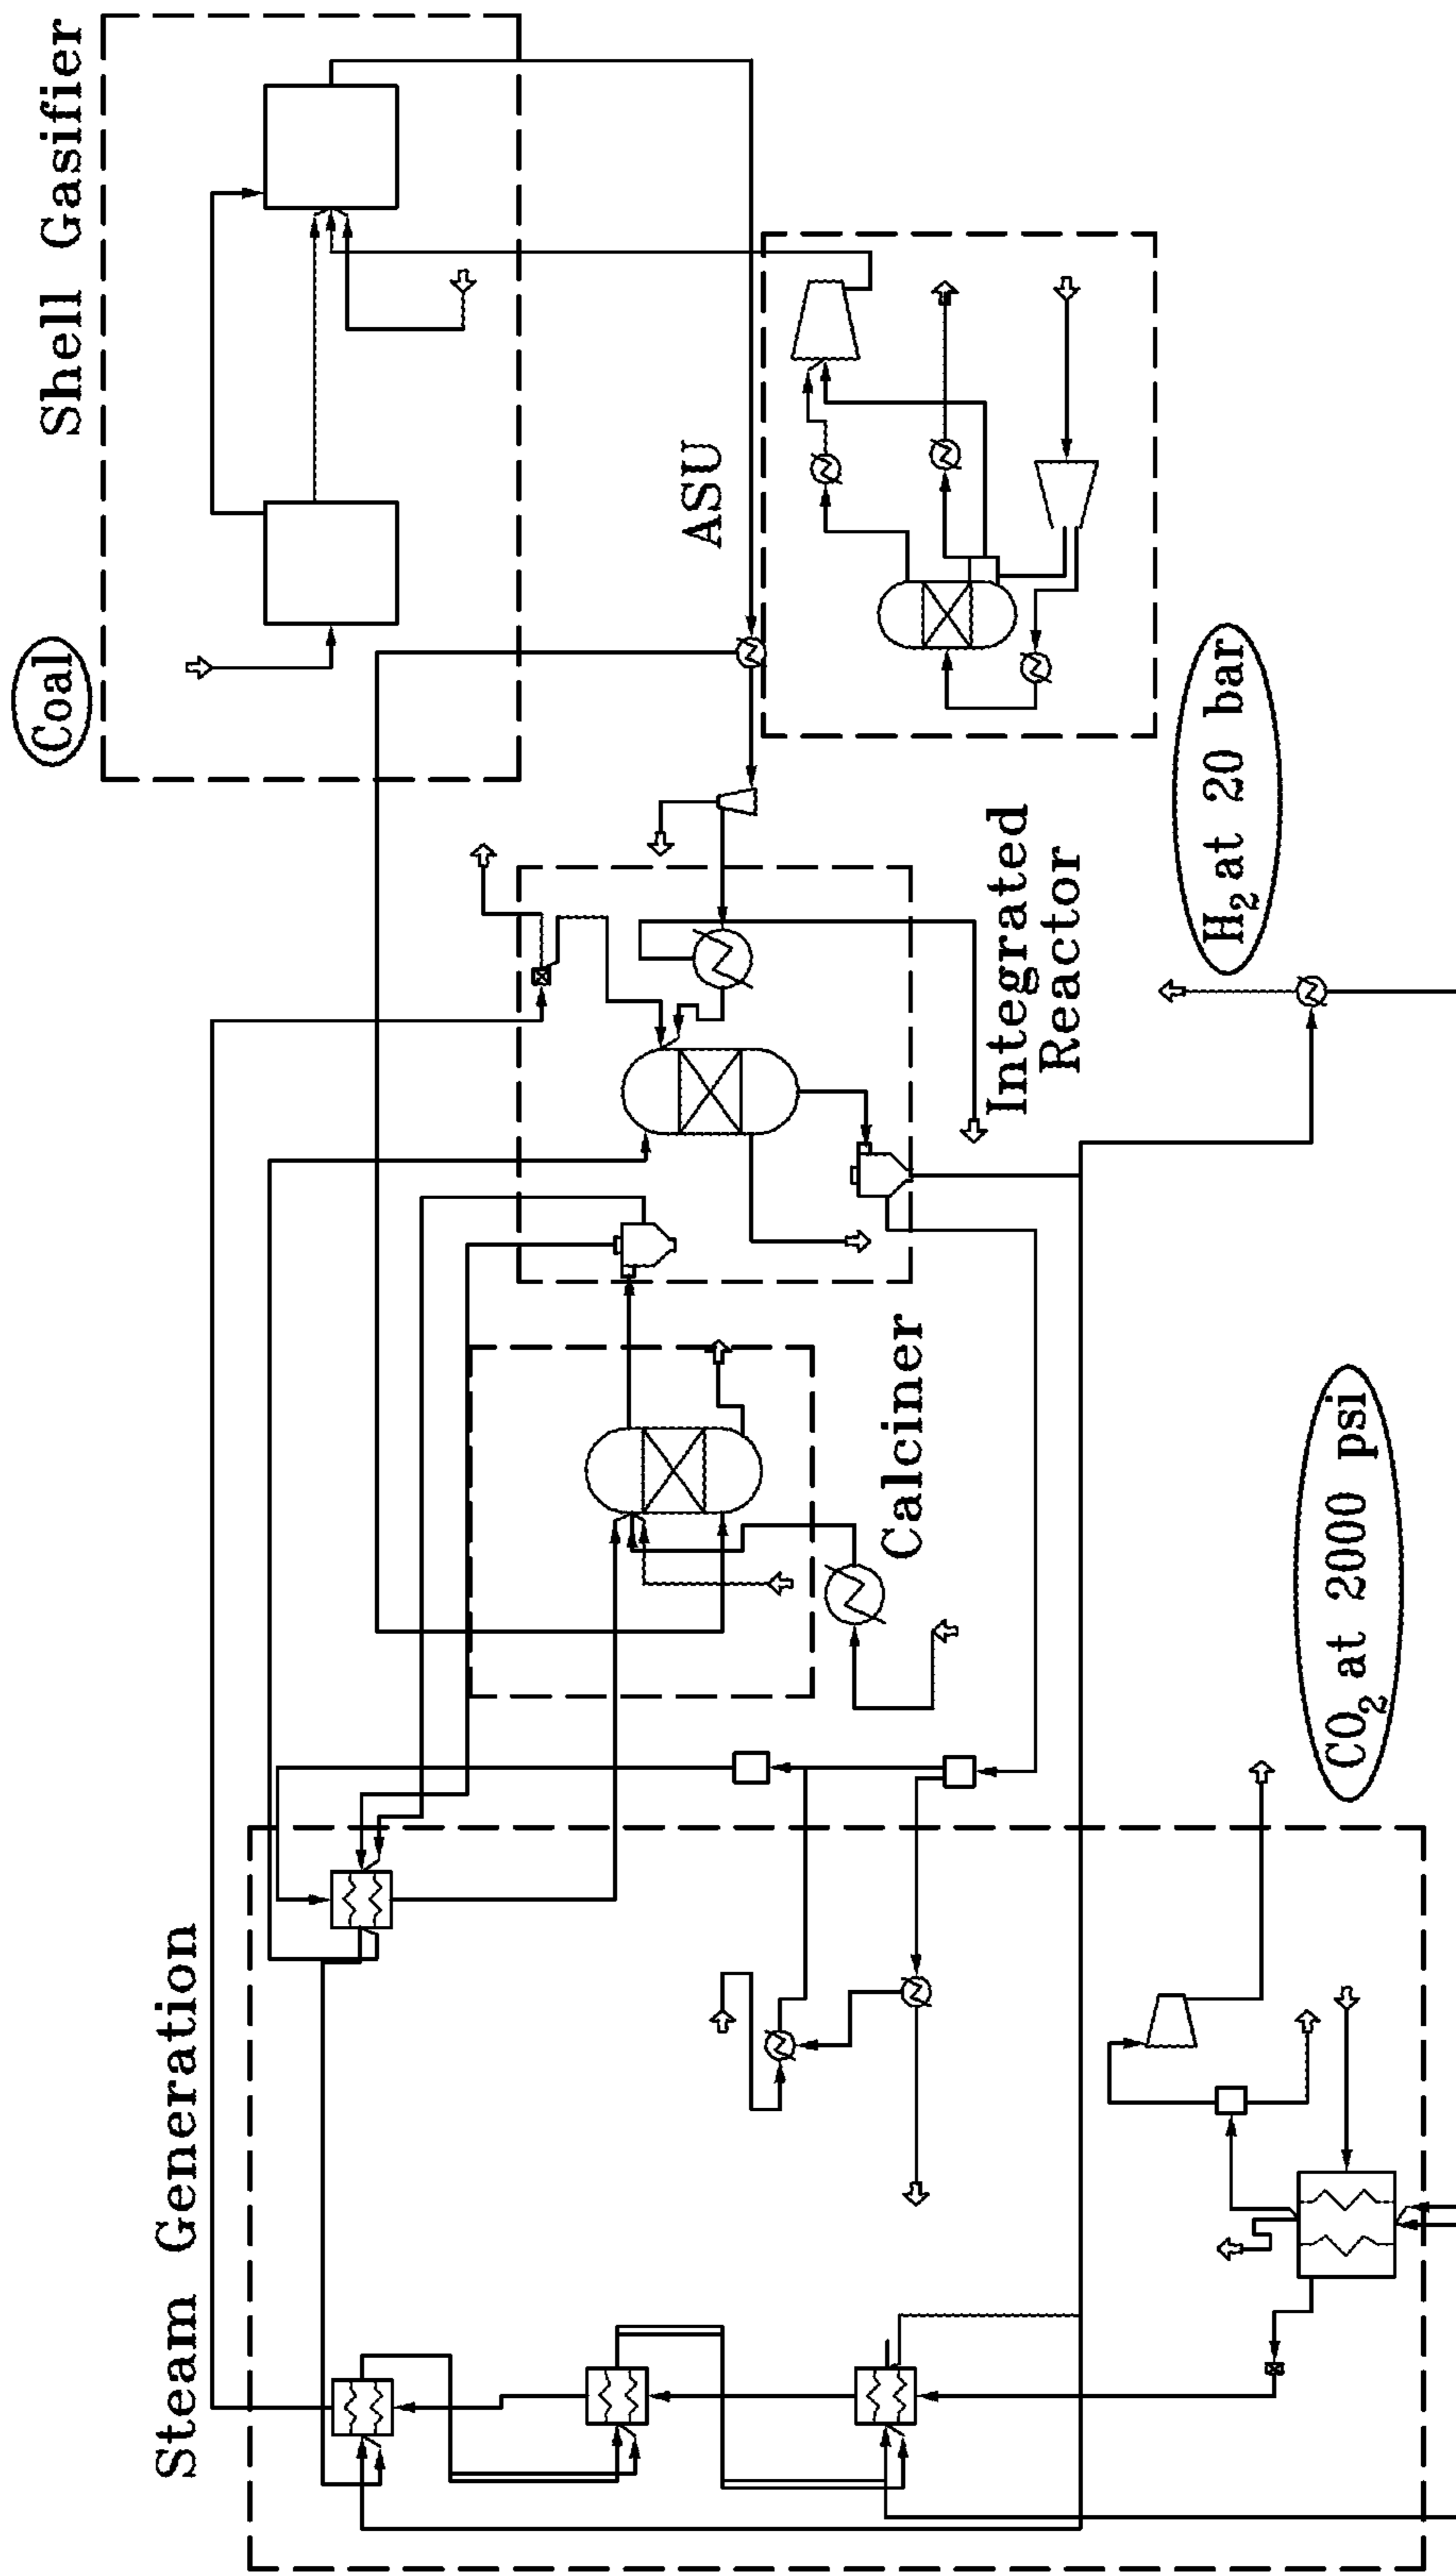 Steam Generation
Coal
Shell Gasifier
ASU
Calciner
Integrated
Reactor
CO2 at 2000 psi
H2 at 20 bar